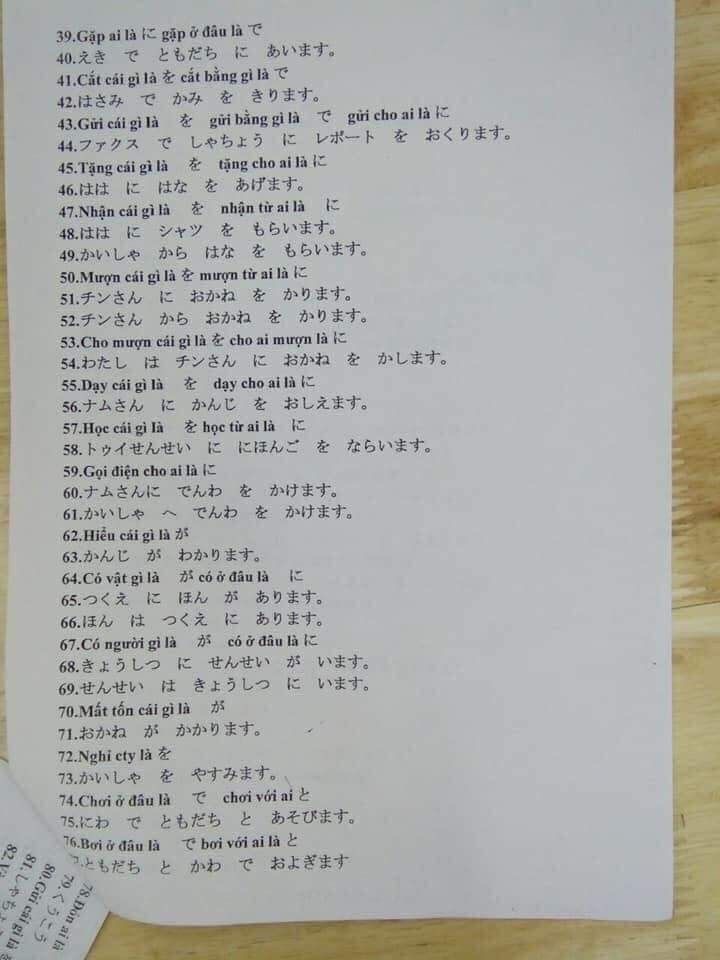 39.Gặp ai là に gặp ở đâu là で
40.えき で ともだち に あいます。
41.Cắt cái gì là を cắt bằng gì là で
42.はさみ で かみ を きります。
43.Gửi cái gì là を gửi bằng gì là で gửi cho ai là に
44.ファクス で しゃちょう に レポート を おくります。
45.Tặng cái gì là を tặng cho ai là に
46.はは に はな を あげます。
47.Nhận cái gì là を nhận từ ai là に
48.はは に シャツ を もらいます。
49.かいしゃ から はな を もらいます。
50.Mượn cái gì là を mượn từ ai là に
51.チンさん に おかね を かります。
52.チンさん から おかね を かります。
53.Cho mượn cái gì là を cho ai mượn là に
54.わたし は チンさん に おかね を かします。
55.Dạy cái gì là を dạy cho ai là に
56.ナムさん に かんじ を おしえます。
57.Học cái gì là を học từ ai là に
58.トゥイせんせい に にほんご を ならいます。
59.Gọi điện cho ai là に
60.ナムさんに でんわ を かけます。
61.かいしゃ へ でんわ を かけます。
62.Hiểu cái gì là が
63.かんじ が わかります。
64.Có vật gì là が có ở đâu là に
65.つくえ に ほん が あります。
66.ほん は つくえ に あります。
67.Có người gì là が có ở đâu là に
68.きょうしつ に せんせい が います。
69.せんせい は きょうしつ に います。
70.Mất tốn cái gì là が
71.おかね が かかります。
72.Nghỉ cty là を
73.かいしゃ を やすみます。
74.Chơi ở đâu là で chơi với ai と
75.にわ で ともだち と あそびます。
76.Bơi ở đâu là で bơi với ai là と
ともだち と かわ で およぎます
78.Đón ai là
79.くうこう
80.Gửi cái gì là を
81.しゃちょ
82.